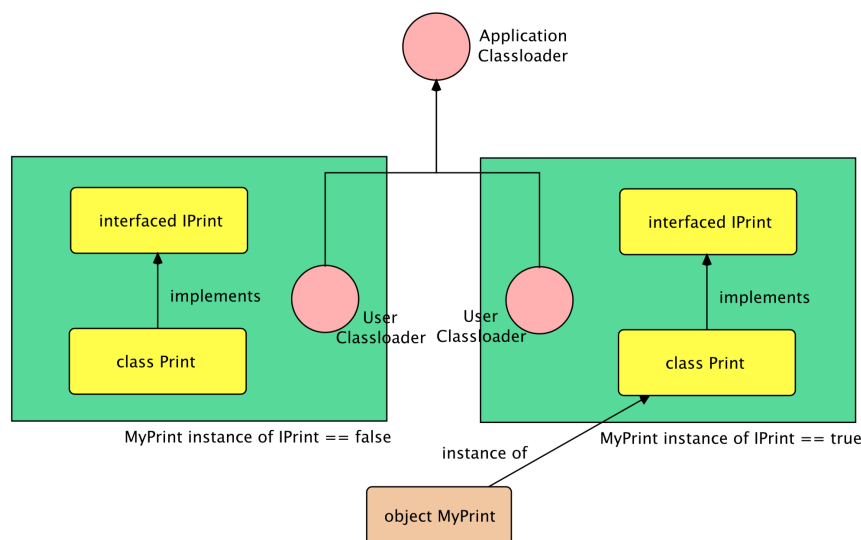 Application
Classloader
interfaced IPrint
implements
class Print
User
Classloader
MyPrint instance of IPrint == false
interfaced IPrint
implements
class Print
User
Classloader
MyPrint instance of IPrint == true
instance of
object MyPrint